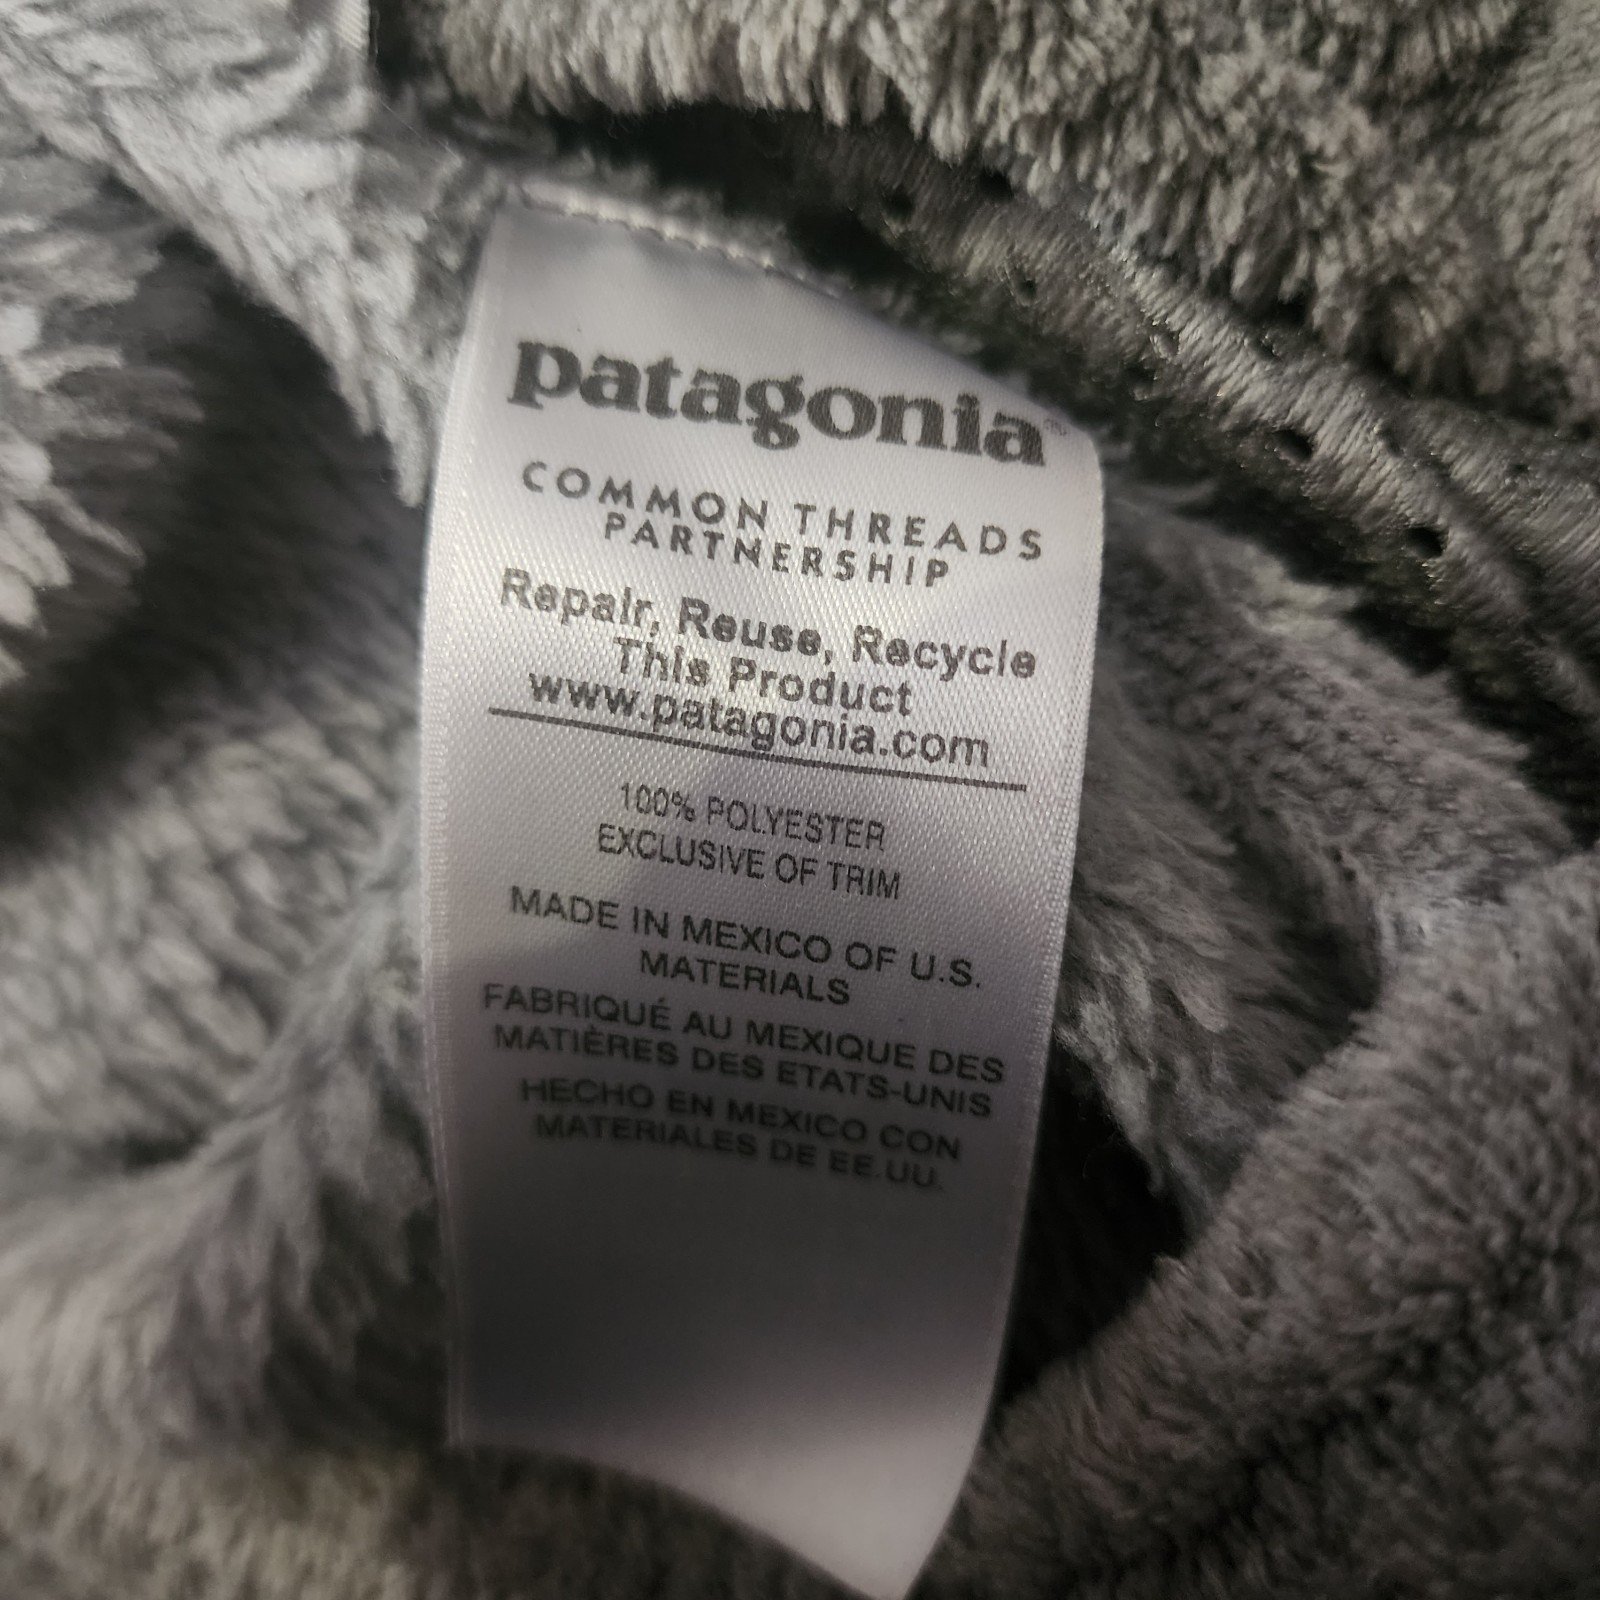 patagonia®
COMMON THREADS
PARTNERSHIP
Repair, Reuse, Recycle
This Product
www.patagonia.com
100% POLYESTER
EXCLUSIVE OF TRIM
MADE IN MEXICO OF U.S.
MATERIALS
FABRIQUÉ AU MEXIQUE DES
MATIÈRES DES ETATS-UNIS
HECHO EN MEXICO CON
MATERIALES DE EE.UU.